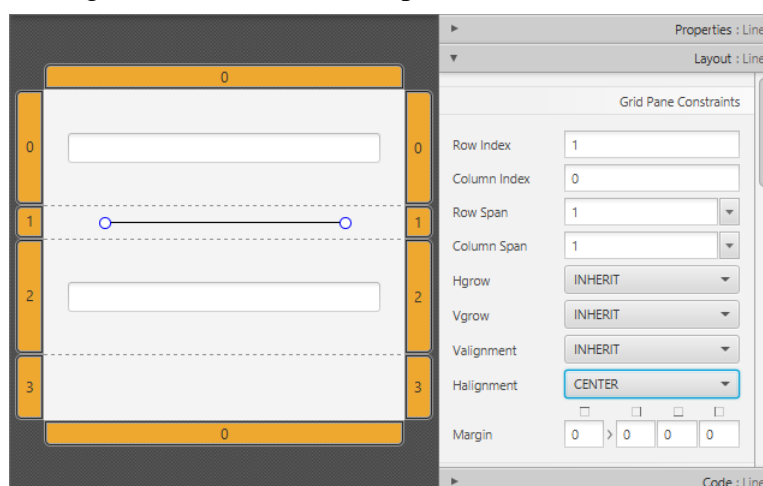 Properties : Line
Layout : Line
0
Grid Pane Constraints
0
0
Row Index 1
Column Index 0
Row Span 1
1
1
Column Span 1
Hgrow INHERIT
2
2
Vgrow INHERIT
Valignment INHERIT
3
3
Halignment CENTER
0
Margin 0 > 0 0 0
Code : Line